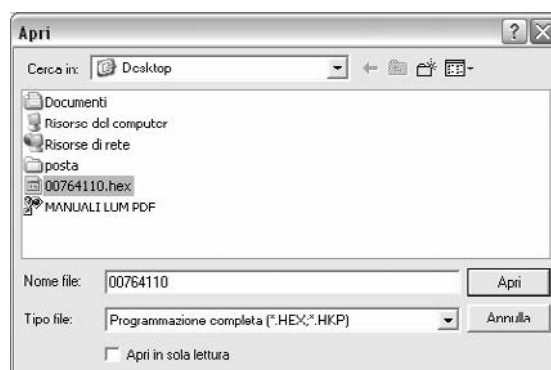 Apri
Cerca in: Desktop
Documenti
Risorse del computer
Risorse di rete
posta
00764110.hex
MANUALI LUM PDF
Nome file: 00764110 Apri
Tipo file: Programmazione completa (*.HEX;*.HKP) Annulla
Apri in sola lettura